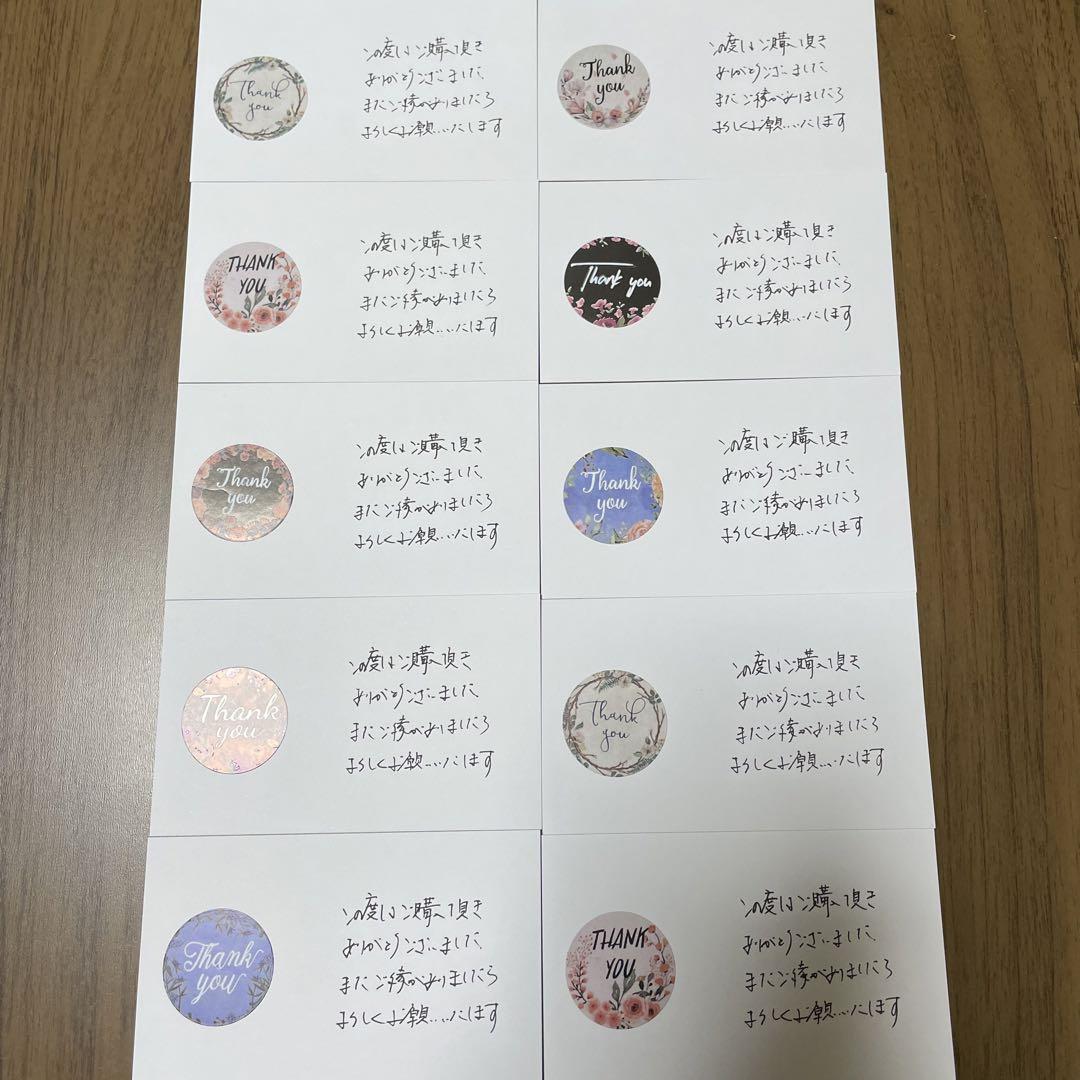 Thank
you
この度はご購入頂き
ありがとうございました
またご縁がありましたら
よろしくお願いいたします
Thank
you
この度はご購入頂き
ありがとうございました
またご縁がありましたら
よろしくお願いいたします
THANK
YOU
この度はご購入頂き
ありがとうございました
またご縁がありましたら
よろしくお願いいたします
Thank you
この度はご購入頂き
ありがとうございました
またご縁がありましたら
よろしくお願いいたします
Thank
you
この度はご購入頂き
ありがとうございました
またご縁がありましたら
よろしくお願いいたします
Thank
you
この度はご購入頂き
ありがとうございました
またご縁がありましたら
よろしくお願いいたします
Thank
you
この度はご購入頂き
ありがとうございました
またご縁がありましたら
よろしくお願いいたします
Thank
you
この度はご購入頂き
ありがとうございました
またご縁がありましたら
よろしくお願いいたします
Thank
you
この度はご購入頂き
ありがとうございました
またご縁がありましたら
よろしくお願いいたします
THANK
YOU
この度はご購入頂き
ありがとうございました
またご縁がありましたら
よろしくお願いいたします